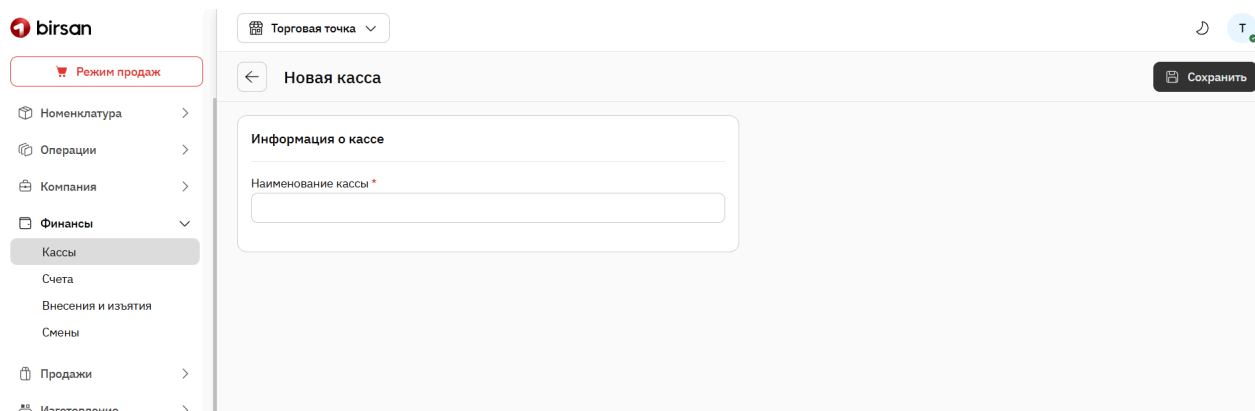 birsan
Торговая точка
T
Режим продаж
Новая касса
Сохранить
Номенклатура
Операции
Компания
Финансы
Кассы
Счета
Внесения и изъятия
Смены
Продажи
Изготовление
Информация о кассе
Наименование кассы *